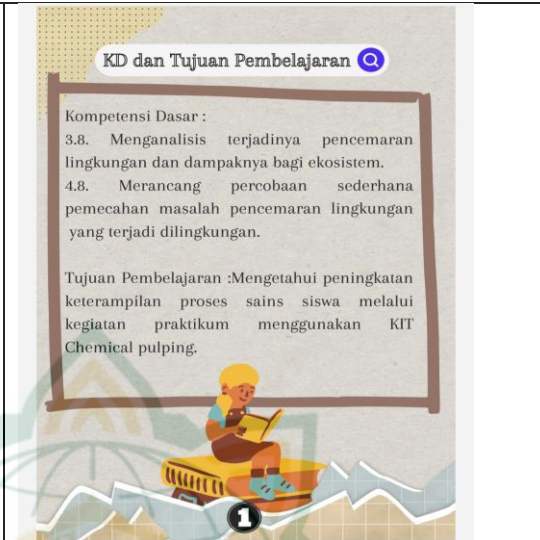 KD dan Tujuan Pembelajaran
Kompetensi Dasar :
3.8. Menganalisis terjadinya pencemaran
lingkungan dan dampaknya bagi ekosistem.
4.8. Merancang percobaan sederhana
pemecahan masalah pencemaran lingkungan
yang terjadi dilingkungan.
Tujuan Pembelajaran :Mengetahui peningkatan
keterampilan proses sains siswa melalui
kegiatan praktikum menggunakan KIT
Chemical pulping.
1